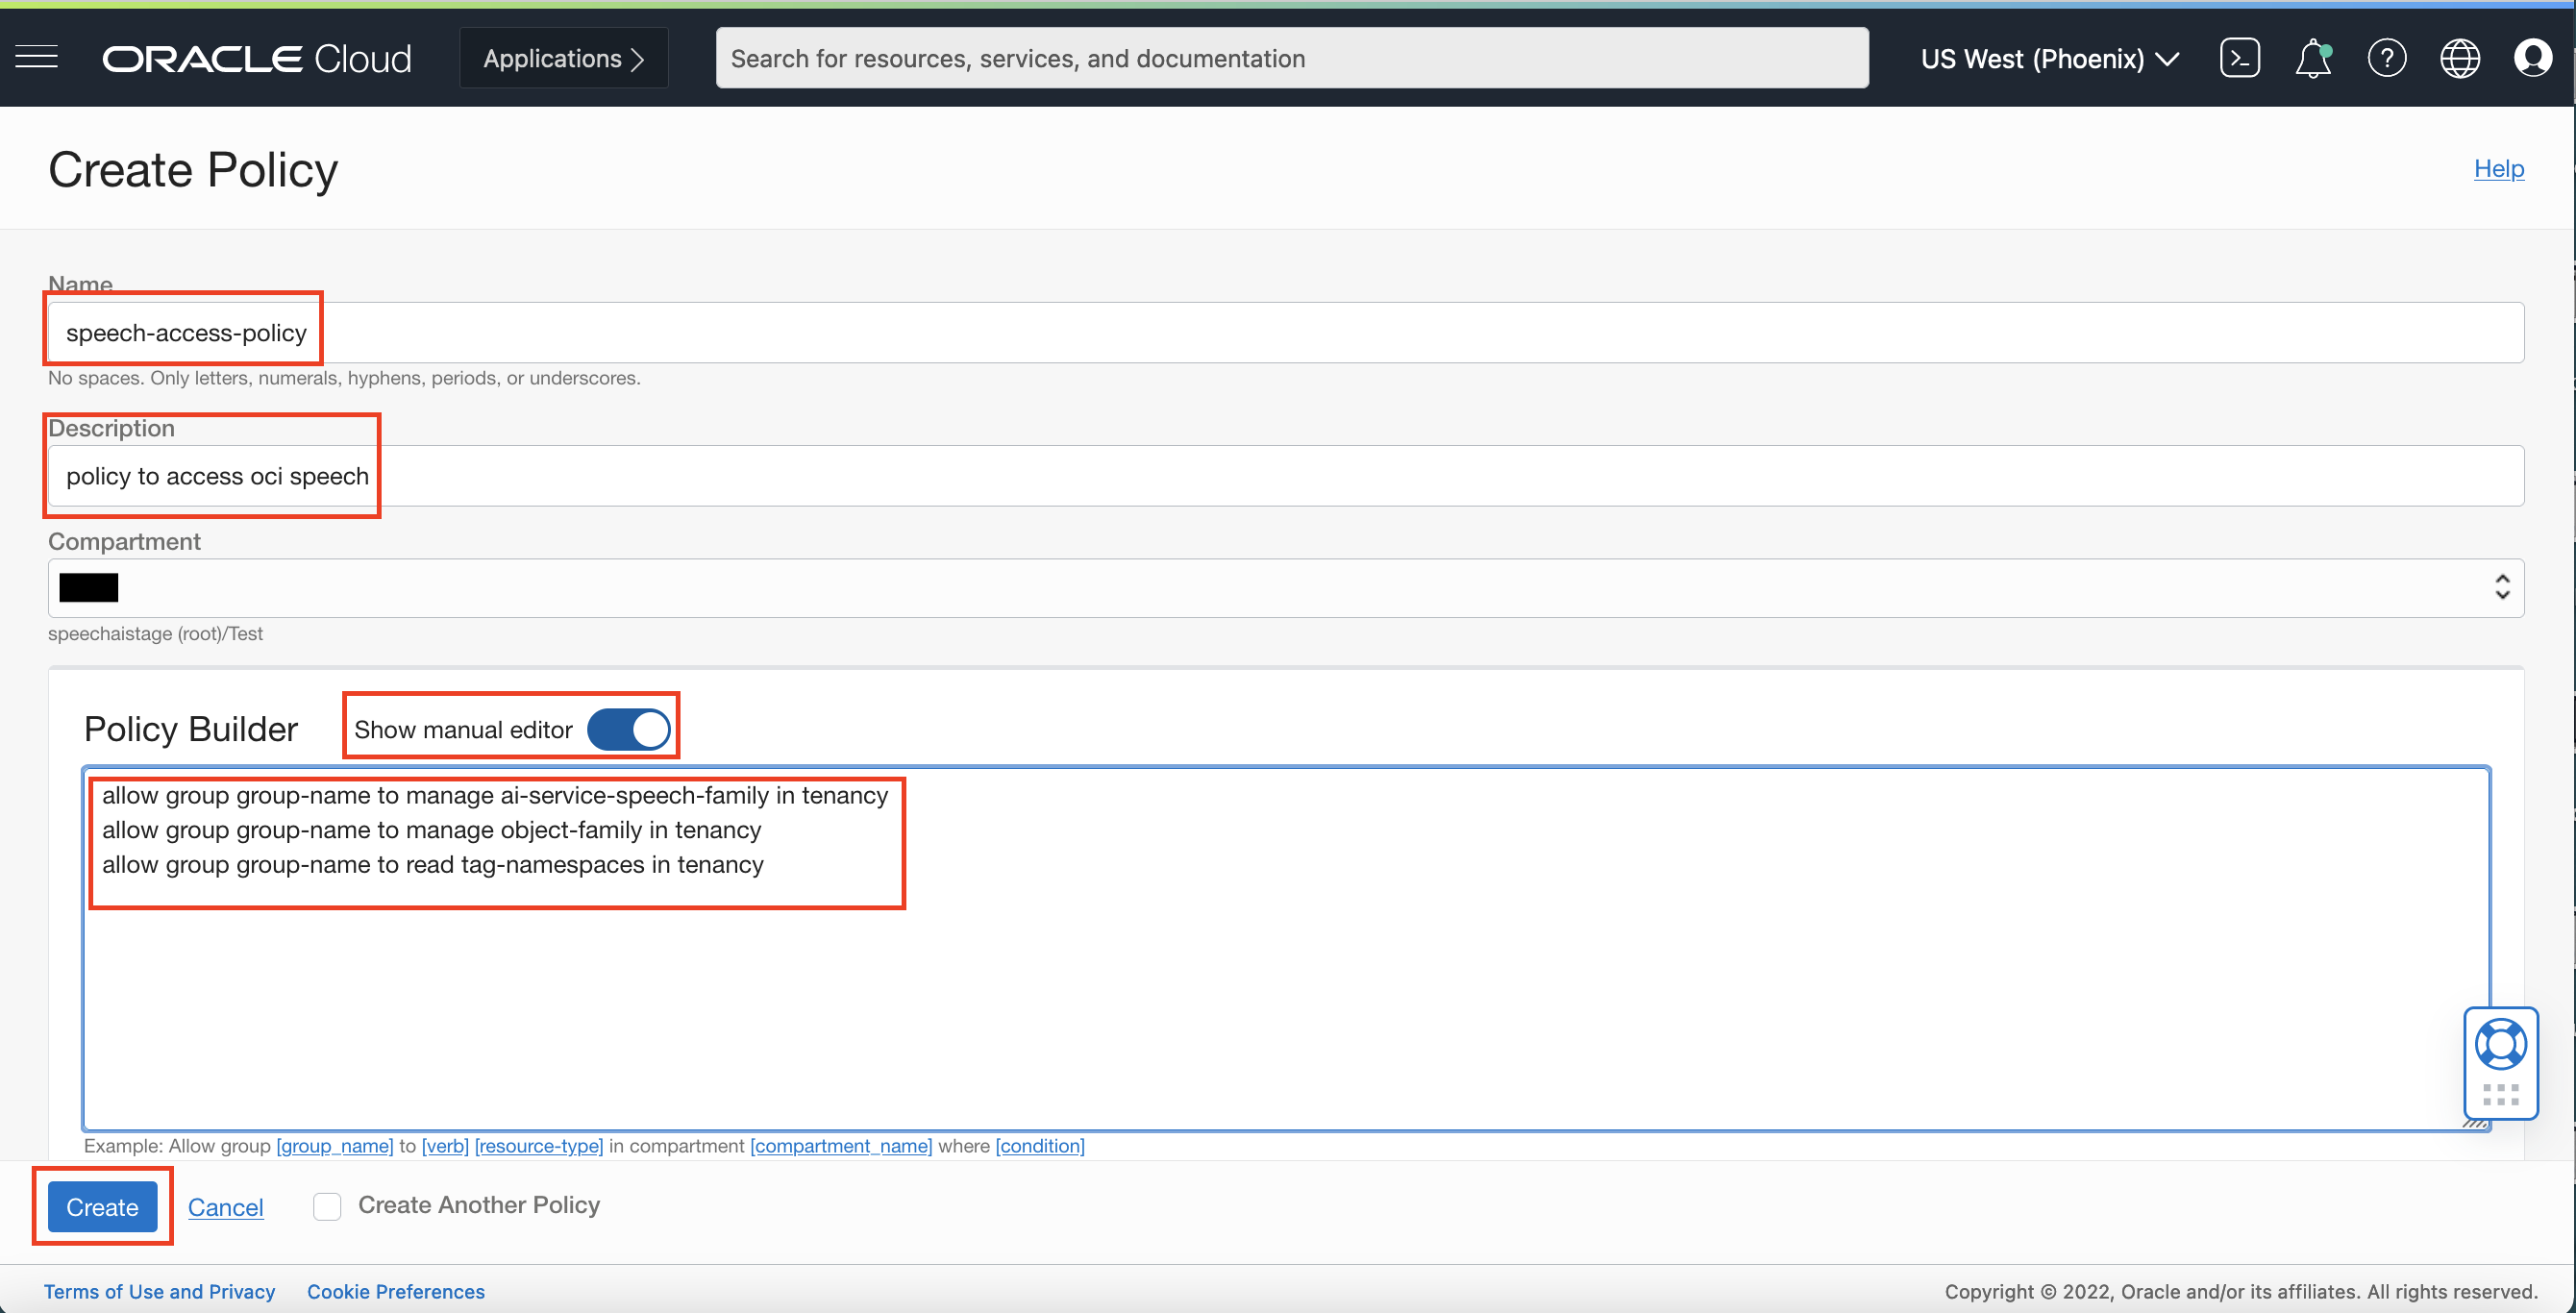 ORACLE Cloud
Applications
Search for resources, services, and documentation
US West (Phoenix)
Create Policy
Help
Name
speech-access-policy
No spaces. Only letters, numerals, hyphens, periods, or underscores.
Description
policy to access oci speech
Compartment
speechaistage (root)/Test
Policy Builder
Show manual editor
allow group group-name to manage ai-service-speech-family in tenancy
allow group group-name to manage object-family in tenancy
allow group group-name to read tag-namespaces in tenancy
Example: Allow group [group_name] to [verb] [resource-type] in compartment [compartment_name] where [condition]
Create
Cancel
Create Another Policy
Terms of Use and Privacy
Cookie Preferences
Copyright © 2022, Oracle and/or its affiliates. All rights reserved.